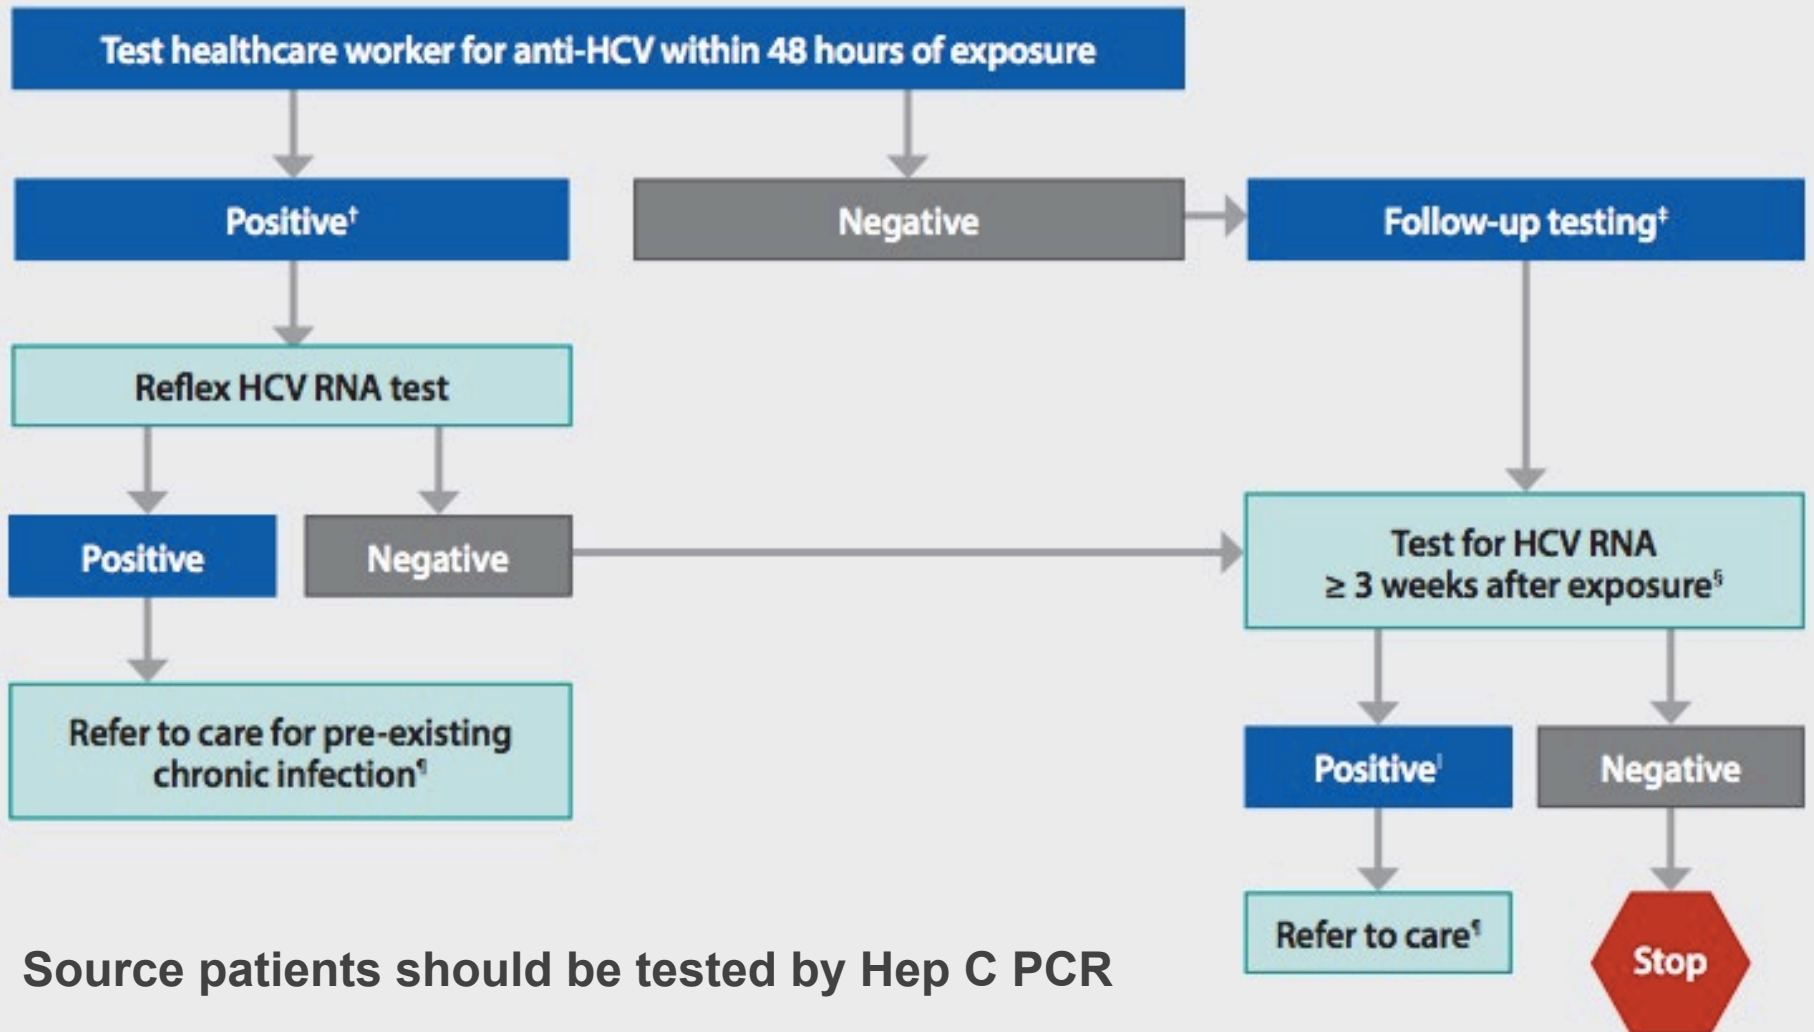 Test healthcare worker for anti-HCV within 48 hours of exposure
Positive†
Negative
Follow-up testing‡
Reflex HCV RNA test
Positive
Negative
Test for HCV RNA
≥ 3 weeks after exposure§
Refer to care for pre-existing
chronic infection¶
Positive|
Negative
Refer to care¶
Stop
Source patients should be tested by Hep C PCR